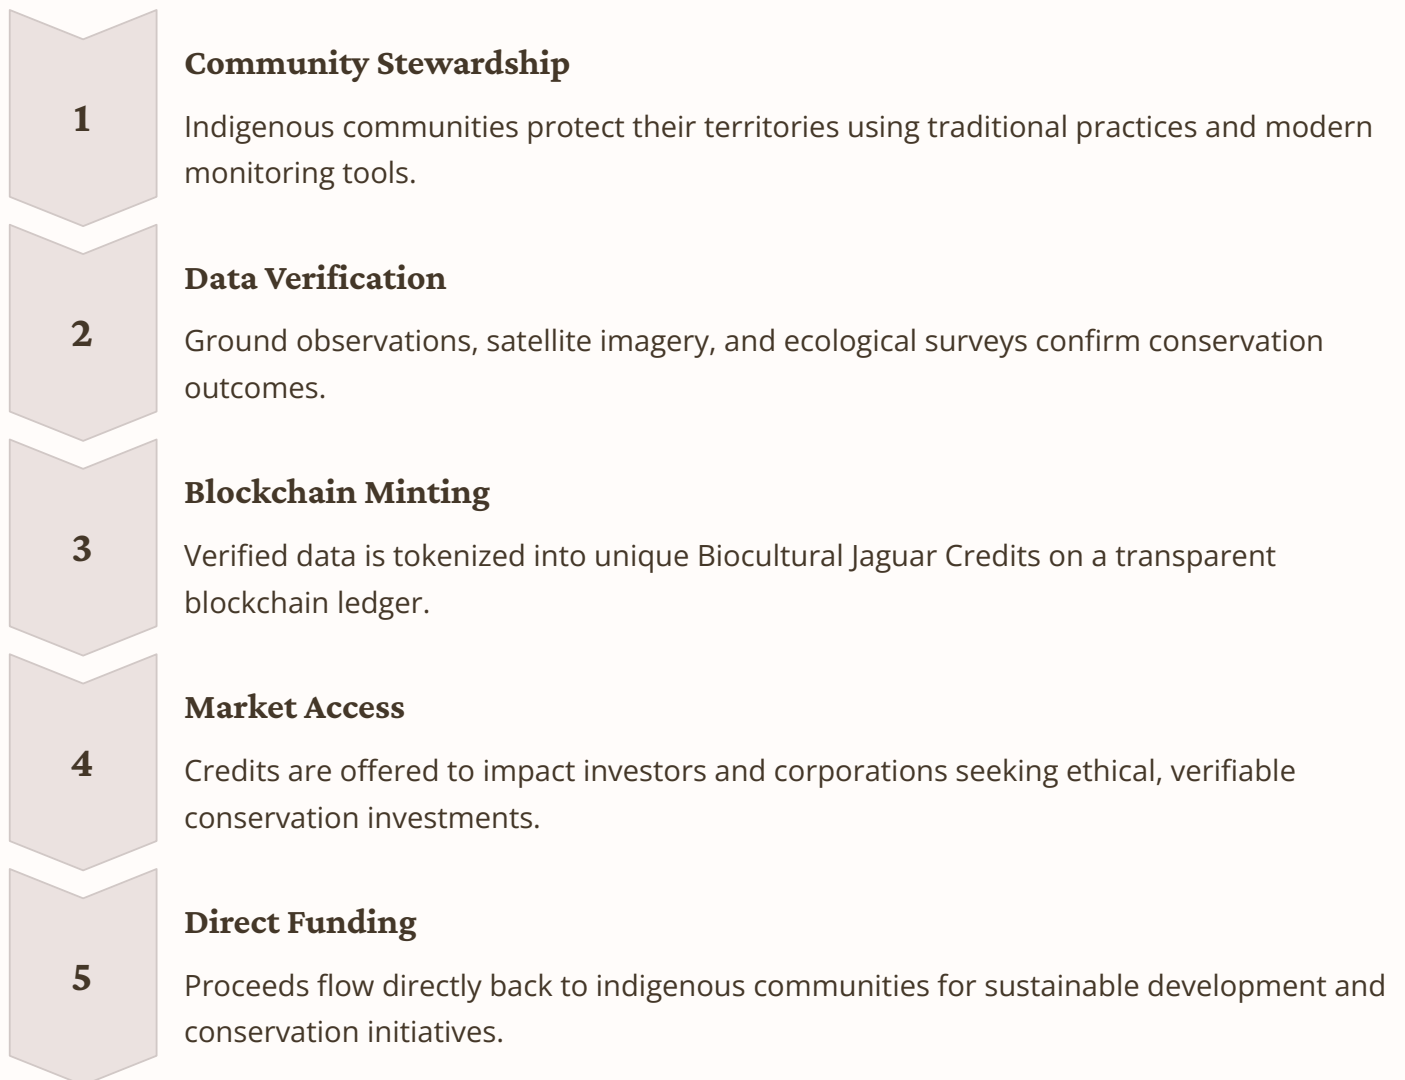 1
Community Stewardship
Indigenous communities protect their territories using traditional practices and modern
monitoring tools.
2
Data Verification
Ground observations, satellite imagery, and ecological surveys confirm conservation
outcomes.
3
Blockchain Minting
Verified data is tokenized into unique Biocultural Jaguar Credits on a transparent
blockchain ledger.
4
Market Access
Credits are offered to impact investors and corporations seeking ethical, verifiable
conservation investments.
5
Direct Funding
Proceeds flow directly back to indigenous communities for sustainable development and
conservation initiatives.